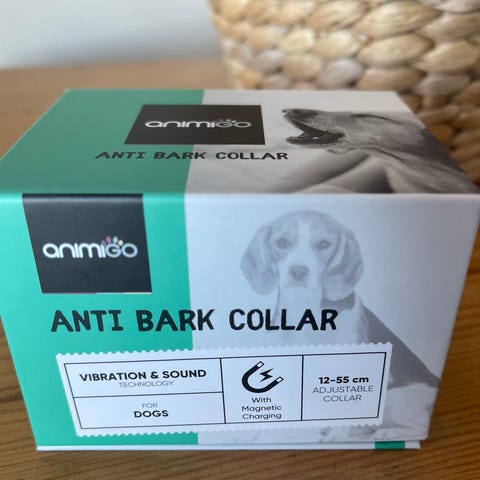 animigo
ANTI BARK COLLAR
animigo
ANTI BARK COLLAR
VIBRATION & SOUND
TECHNOLOGY
FOR
DOGS
With
Magnetic
Charging
12-55 cm
ADJUSTABLE
COLLAR